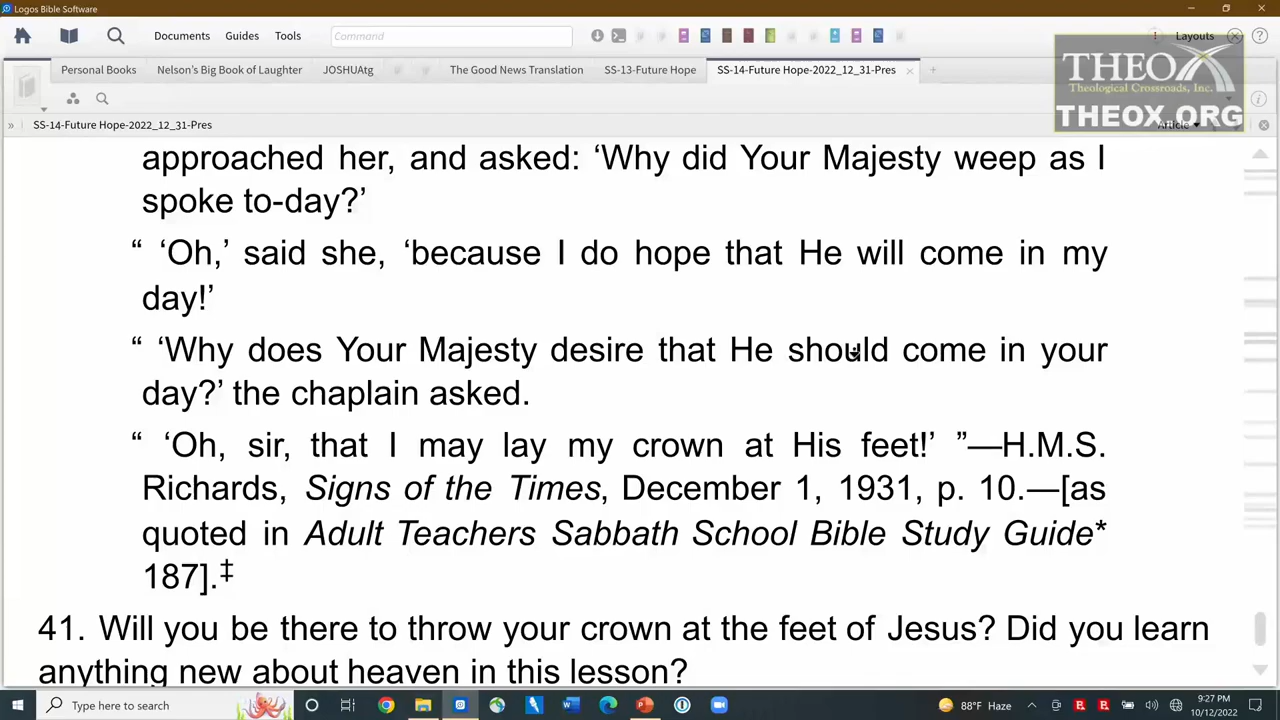 Logos Bible Software
Documents Guides Tools Command Layouts
Personal Books Nelson's Big Book of Laughter JOSHUAtg The Good News Translation SS-13-Future Hope SS-14-Future Hope-2022_12_31-Pres
THEOX
Theological Crossroads, Inc.
THEOX.ORG
SS-14-Future Hope-2022_12_31-Pres Article
approached her, and asked: ‘Why did Your Majesty weep as I
spoke to-day?’
“ ‘Oh,’ said she, ‘because I do hope that He will come in my
day!’
“ ‘Why does Your Majesty desire that He should come in your
day?’ the chaplain asked.
“ ‘Oh, sir, that I may lay my crown at His feet!’ ”—H.M.S.
Richards, Signs of the Times, December 1, 1931, p. 10.—[as
quoted in Adult Teachers Sabbath School Bible Study Guide*
187].‡
41. Will you be there to throw your crown at the feet of Jesus? Did you learn
anything new about heaven in this lesson?
Type here to search 88°F Haze 9:27 PM
10/12/2022